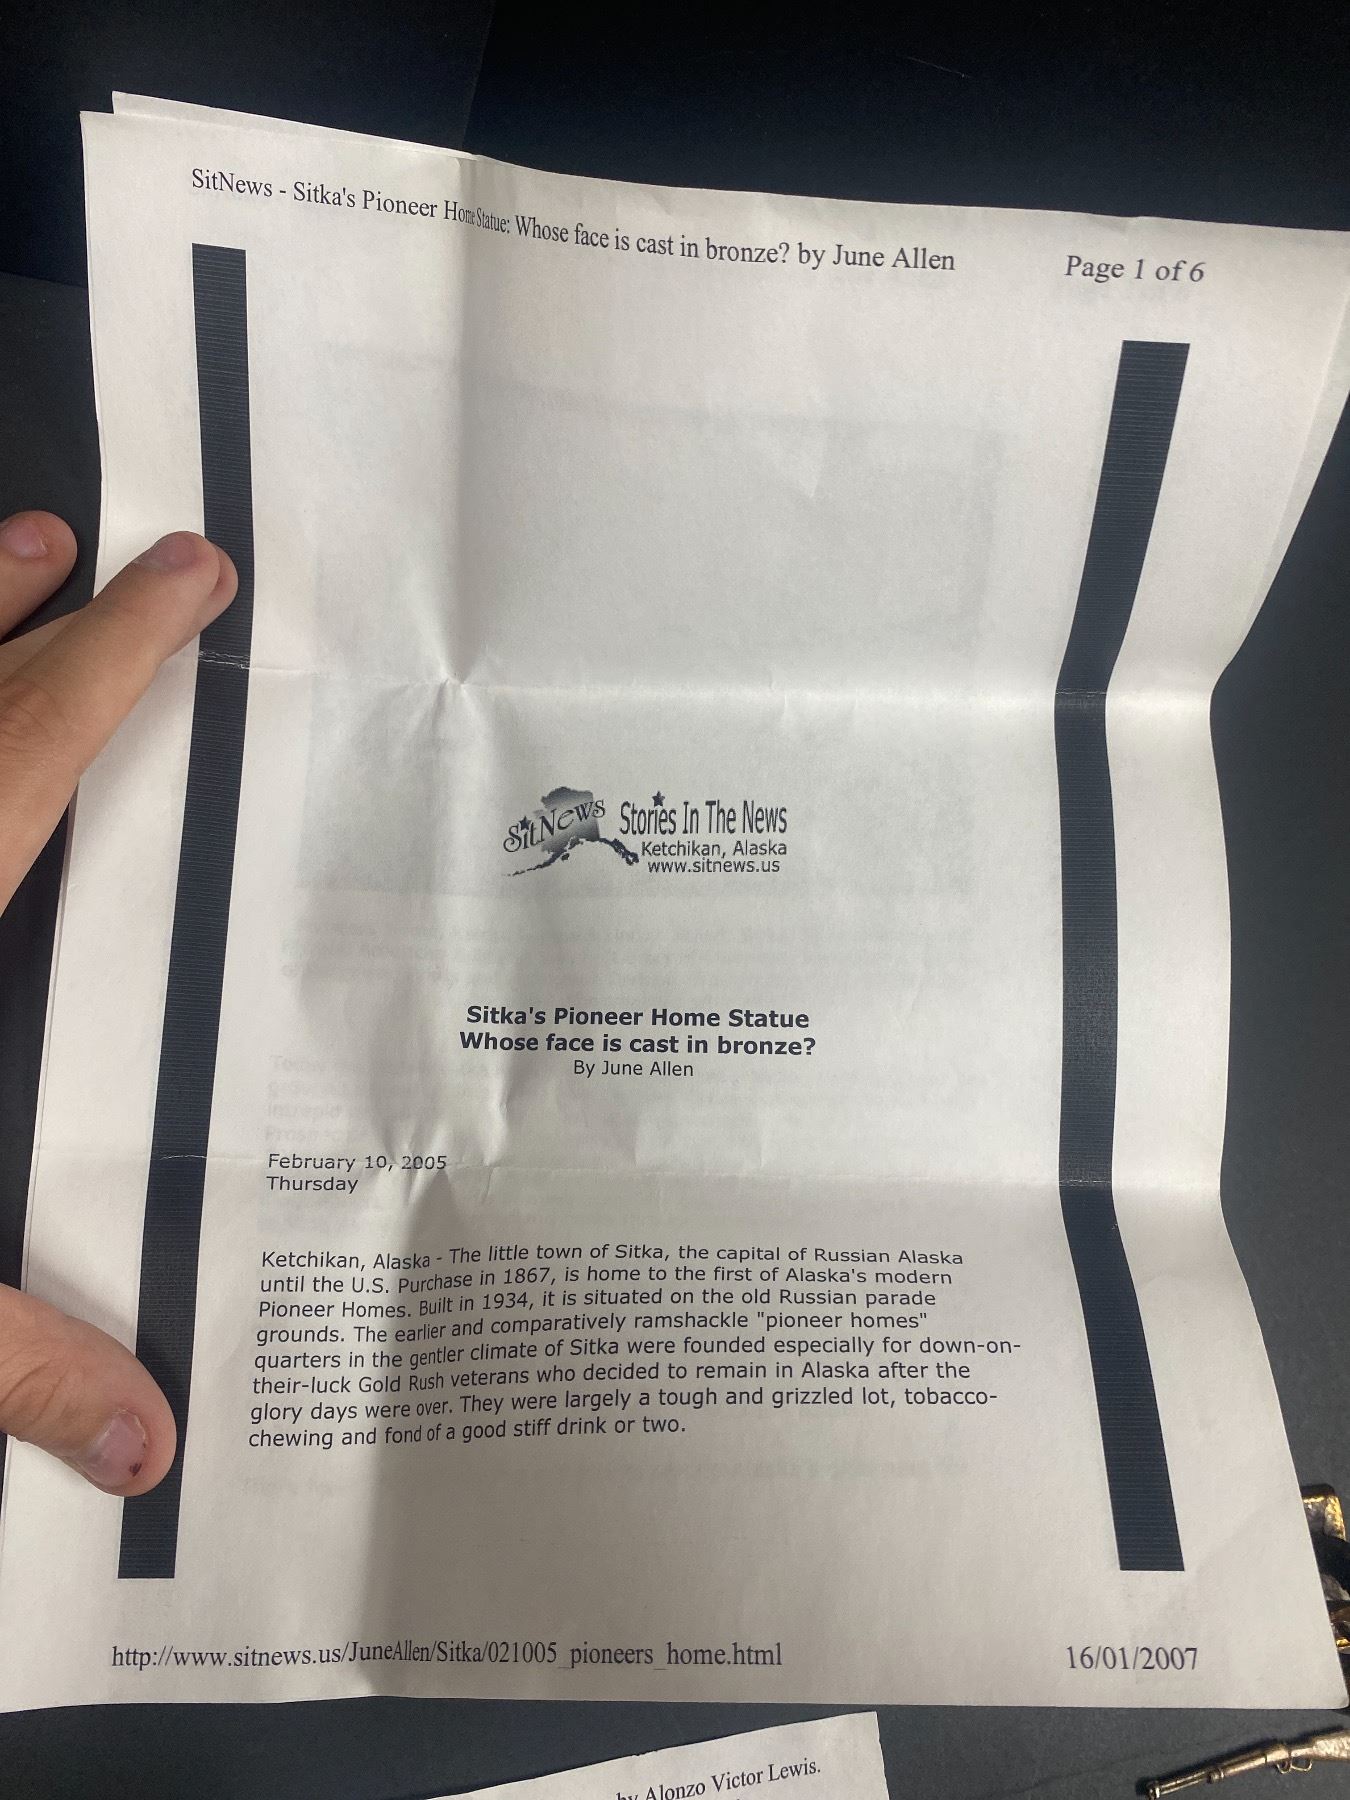 SitNews - Sitka's Pioneer Home Statue: Whose face is cast in bronze? by June Allen
Page 1 of 6
SitNews
Stories In The News
Ketchikan, Alaska
www.sitnews.us
Sitka's Pioneer Home Statue
Whose face is cast in bronze?
By June Allen
February 10, 2005
Thursday
Ketchikan, Alaska - The little town of Sitka, the capital of Russian Alaska
until the U.S. Purchase in 1867, is home to the first of Alaska's modern
Pioneer Homes. Built in 1934, it is situated on the old Russian parade
grounds. The earlier and comparatively ramshackle "pioneer homes"
quarters in the gentler climate of Sitka were founded especially for down-on-
their-luck Gold Rush veterans who decided to remain in Alaska after the
glory days were over. They were largely a tough and grizzled lot, tobacco-
chewing and fond of a good stiff drink or two.
http://www.sitnews.us/JuneAllen/Sitka/021005_pioneers_home.html
16/01/2007
by Alonzo Victor Lewis.